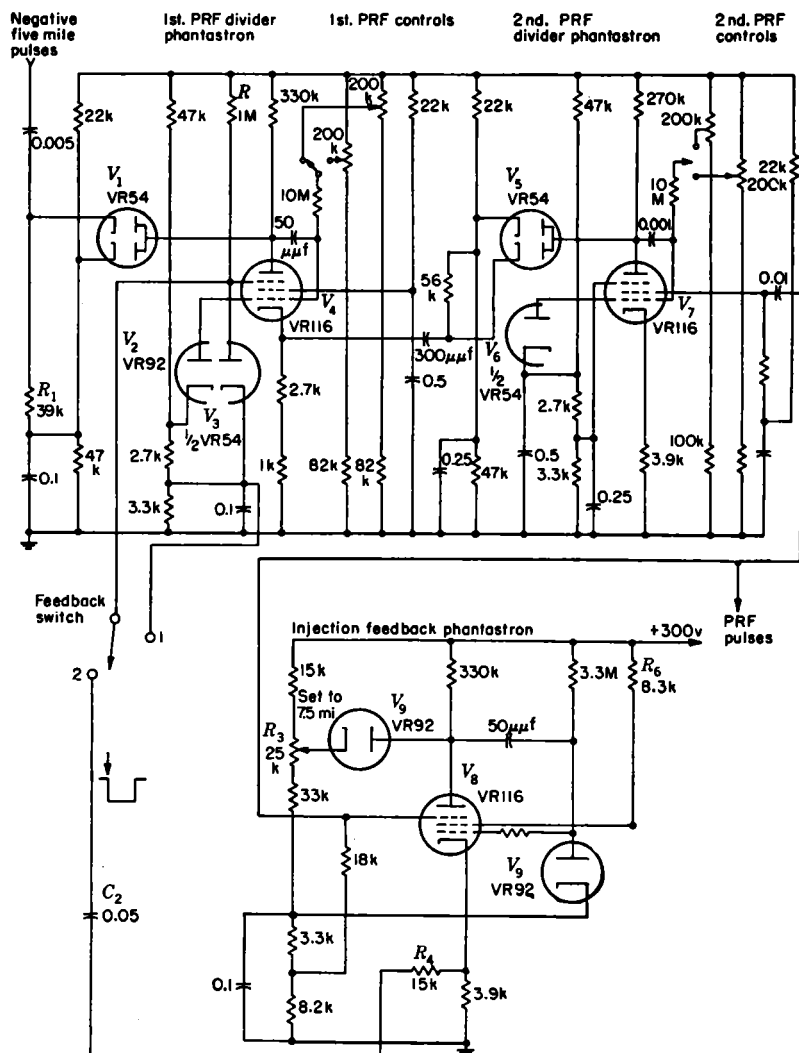 Negative five mile pulses
1st. PRF divider phantastron
1st. PRF controls
2nd. PRF divider phantastron
2nd. PRF controls
0.005
22k
47k
R
1M
330k
200 k
200 k
22k
22k
47k
270k
200k
22k
200k
V1
VR54
10M
50 μμf
V5
VR54
10 M
0.001
0.01
V4
VR116
56 k
V7
VR116
V2
VR92
300μμf
V6
½ VR54
R1
39k
V3
½ VR54
2.7k
0.5
2.7k
47 k
2.7k
1k
82k
82 k
0.25
47k
0.5
3.3k
3.9k
100k
0.1
3.3k
0.1
0.25
Feedback switch
1
2
PRF pulses
Injection feedback phantastron
+300v
15k
330k
3.3M
R6
8.3k
Set to 7.5 mi
V9
VR92
50μμf
R3
25 k
V8
VR116
33k
18k
V9
VR92
C2
0.05
3.3k
R4
15k
0.1
8.2k
3.9k